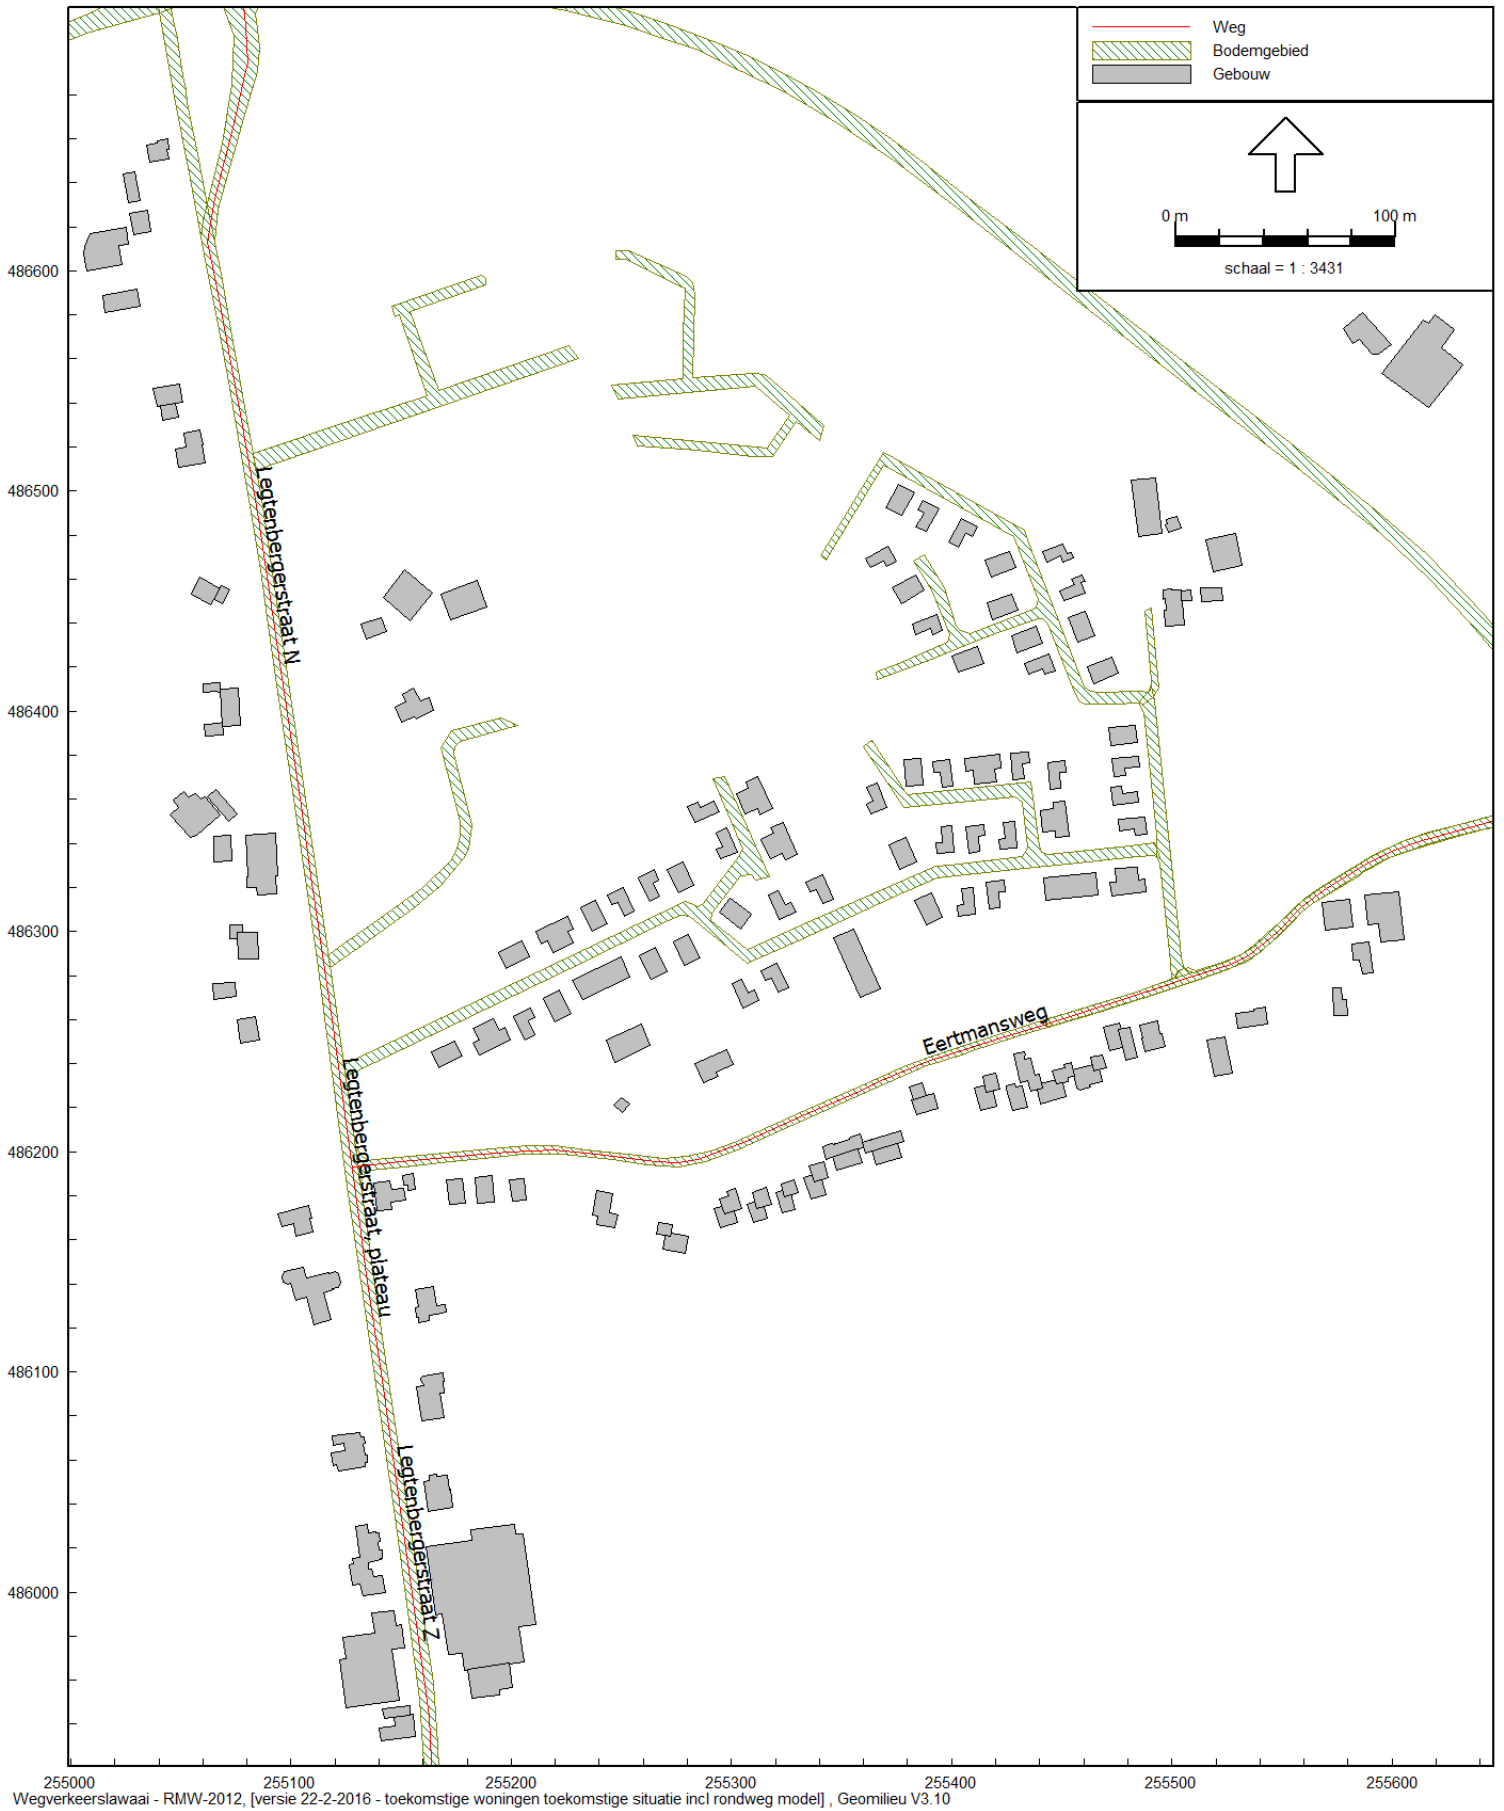 Weg
Bodemgebied
Gebouw
0 m 100 m
schaal = 1 : 3431
486600
486500
486400
486300
486200
486100
486000
Legtenbergerstraat N
Eertmansweg
Legtenbergerstraat, plateau
Legtenbergerstraat Z
255000 255100 255200 255300 255400 255500 255600
Wegverkeerslawaai - RMW-2012, [versie 22-2-2016 - toekomstige woningen toekomstige situatie incl rondweg model] , Geomilieu V3.10